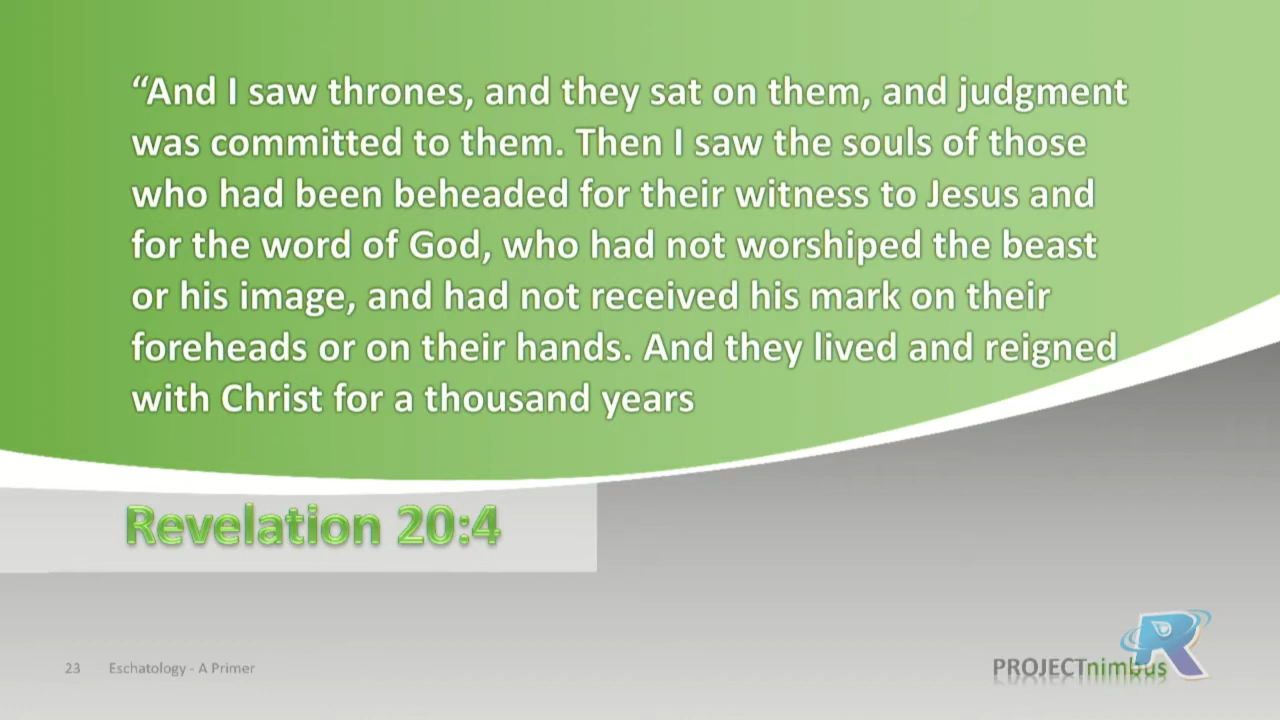 “And I saw thrones, and they sat on them, and judgment
was committed to them. Then I saw the souls of those
who had been beheaded for their witness to Jesus and
for the word of God, who had not worshiped the beast
or his image, and had not received his mark on their
foreheads or on their hands. And they lived and reigned
with Christ for a thousand years
Revelation 20:4
23 Eschatology - A Primer
PROJECTnimbus
R